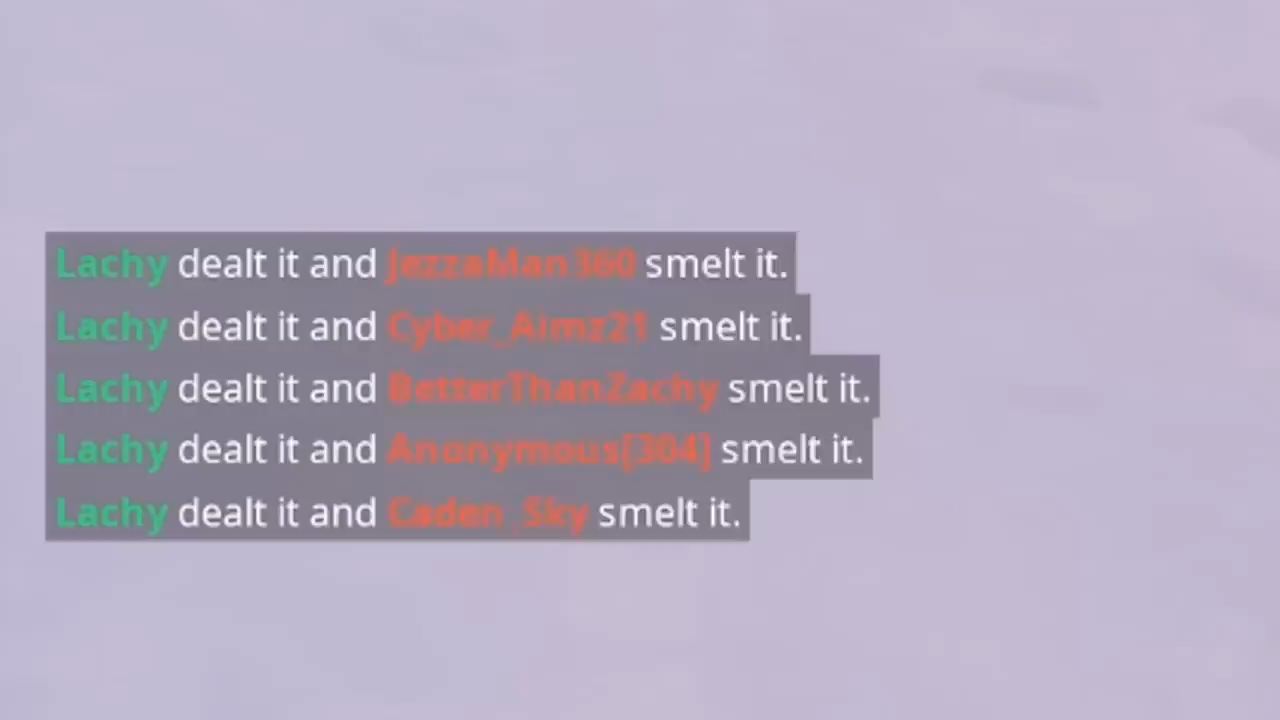 Lachy dealt it and JezzaMan360 smelt it.
Lachy dealt it and Cyber_Aimz21 smelt it.
Lachy dealt it and BetterThanZachy smelt it.
Lachy dealt it and Anonymous[304] smelt it.
Lachy dealt it and Caden_Sky smelt it.